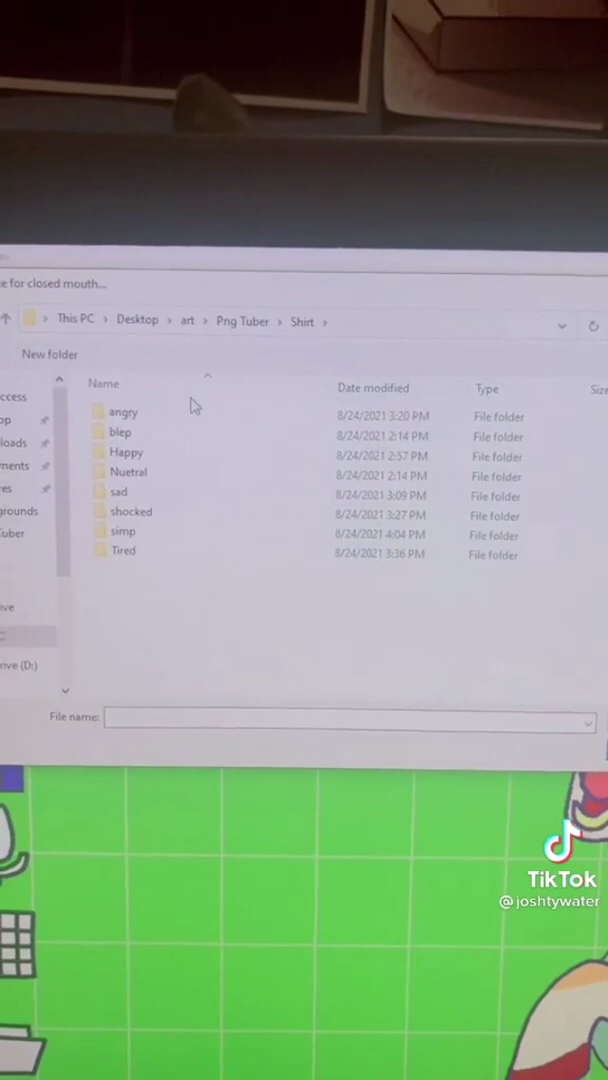 e for closed mouth...
This PC > Desktop > art > Png Tuber > Shirt >
New folder
Name Date modified Type Size
angry 8/24/2021 3:20 PM File folder
blep 8/24/2021 2:14 PM File folder
Happy 8/24/2021 2:57 PM File folder
Nuetral 8/24/2021 2:14 PM File folder
sad 8/24/2021 3:09 PM File folder
shocked 8/24/2021 3:27 PM File folder
simp 8/24/2021 4:04 PM File folder
Tired 8/24/2021 3:36 PM File folder
ccess
op
loads
ments
es
grounds
uber
ive
rive (D:)
File name:
TikTok
@joshtywater